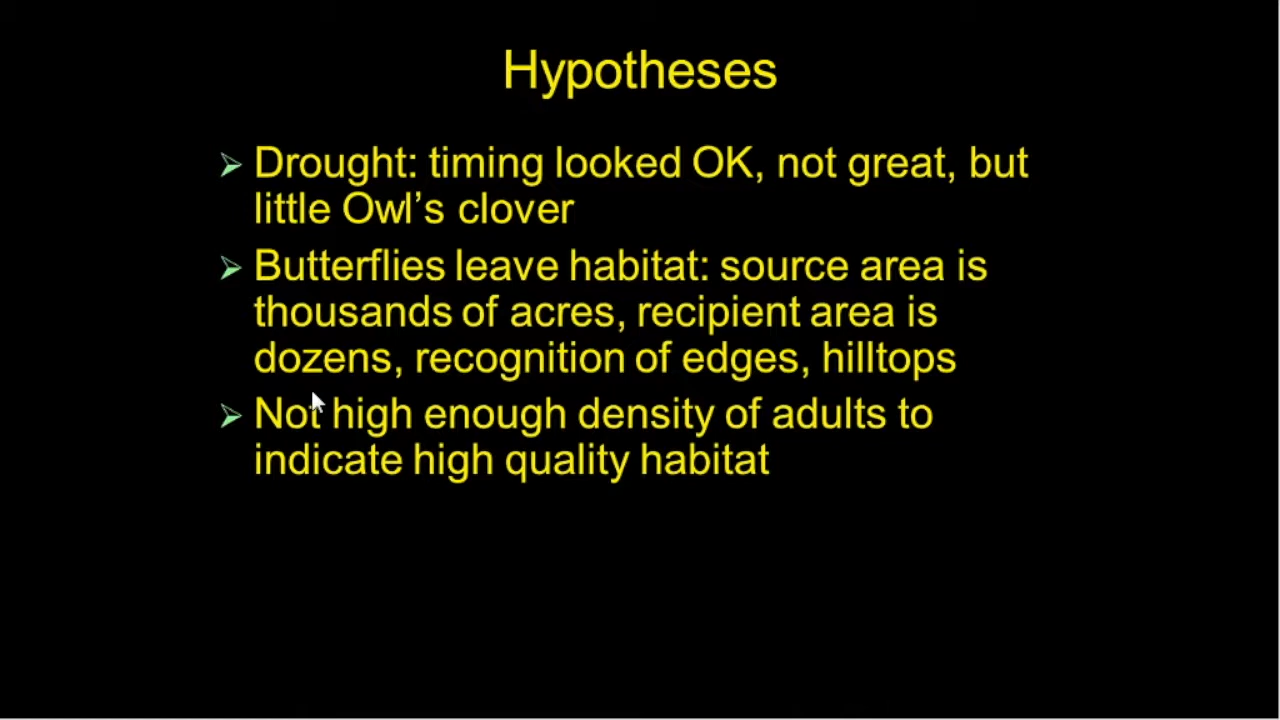 Hypotheses
Drought: timing looked OK, not great, but
little Owl’s clover
Butterflies leave habitat: source area is
thousands of acres, recipient area is
dozens, recognition of edges, hilltops
Not high enough density of adults to
indicate high quality habitat